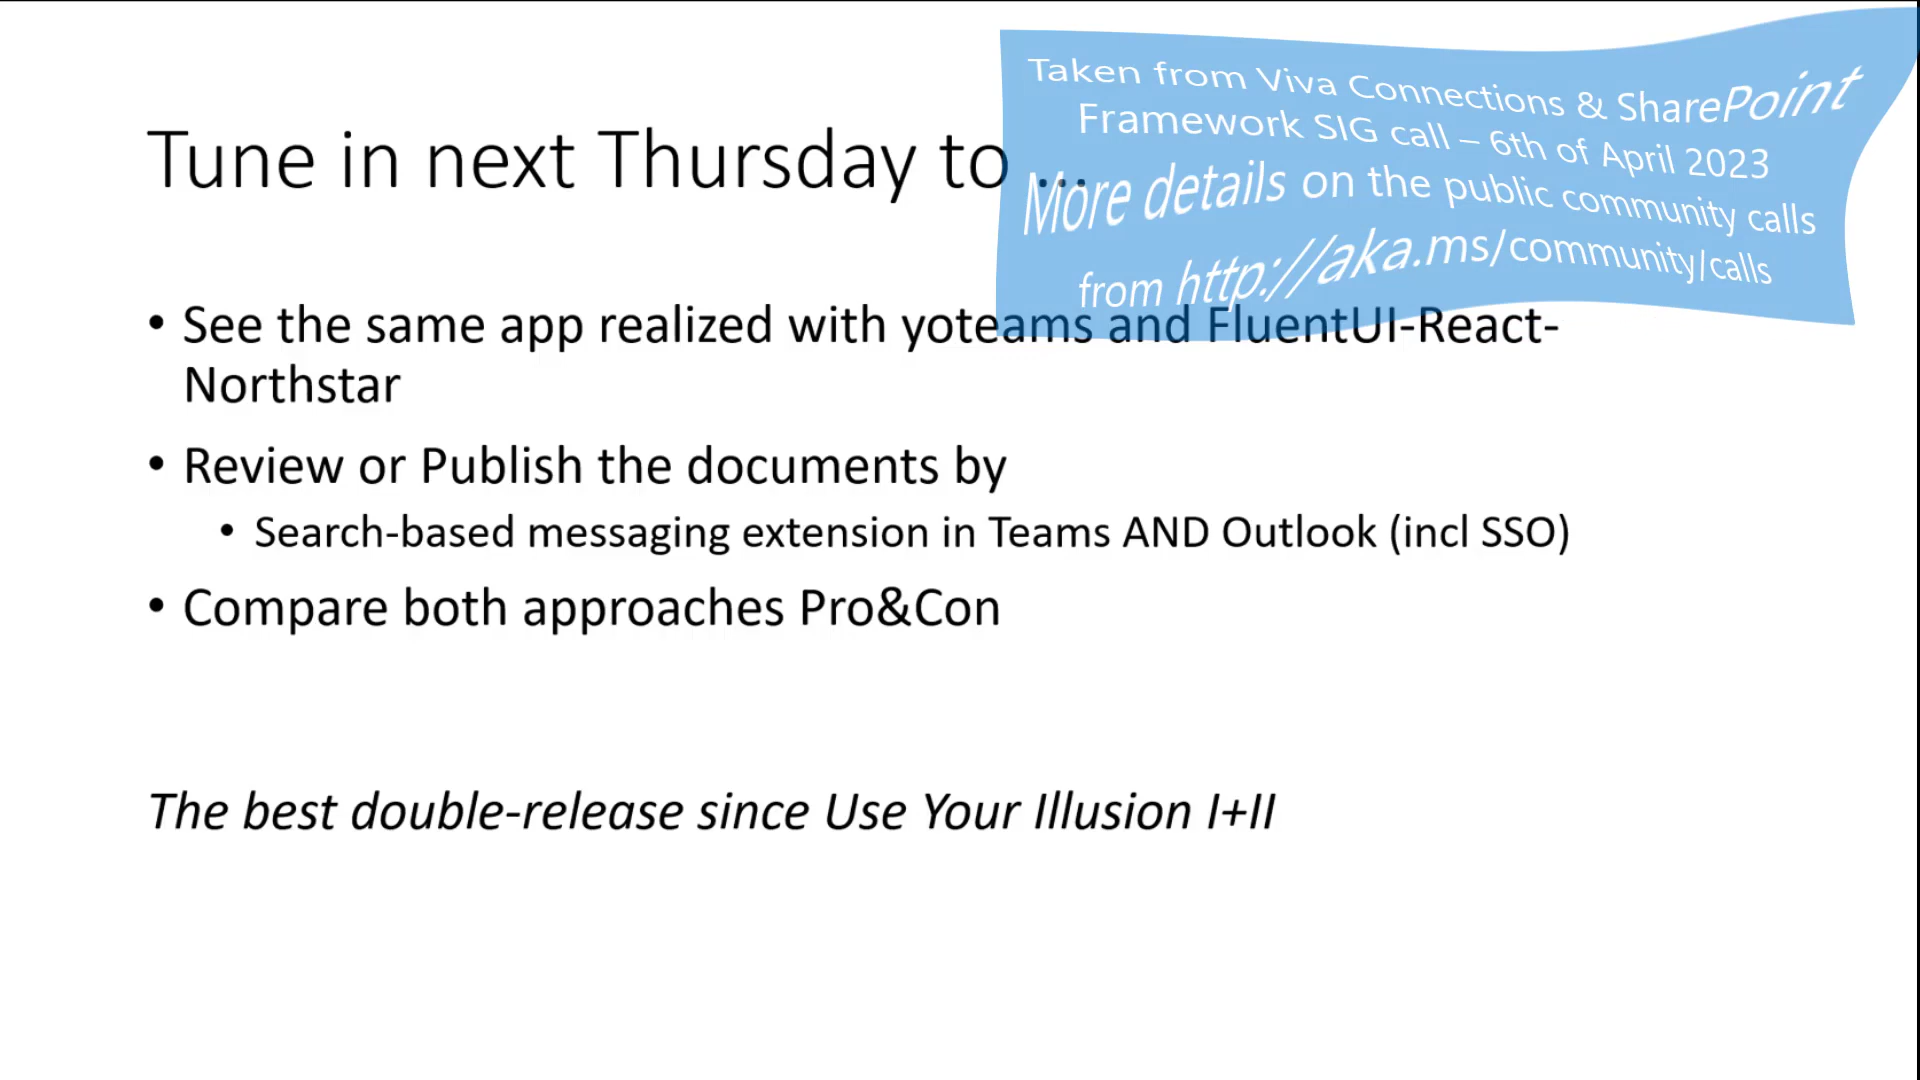 Taken from Viva Connections & SharePoint
Framework SIG call – 6th of April 2023
More details on the public community calls
from http://aka.ms/community/calls
Tune in next Thursday to ...
• See the same app realized with yoteams and FluentUI-React-
Northstar
• Review or Publish the documents by
• Search-based messaging extension in Teams AND Outlook (incl SSO)
• Compare both approaches Pro&Con
The best double-release since Use Your Illusion I+II